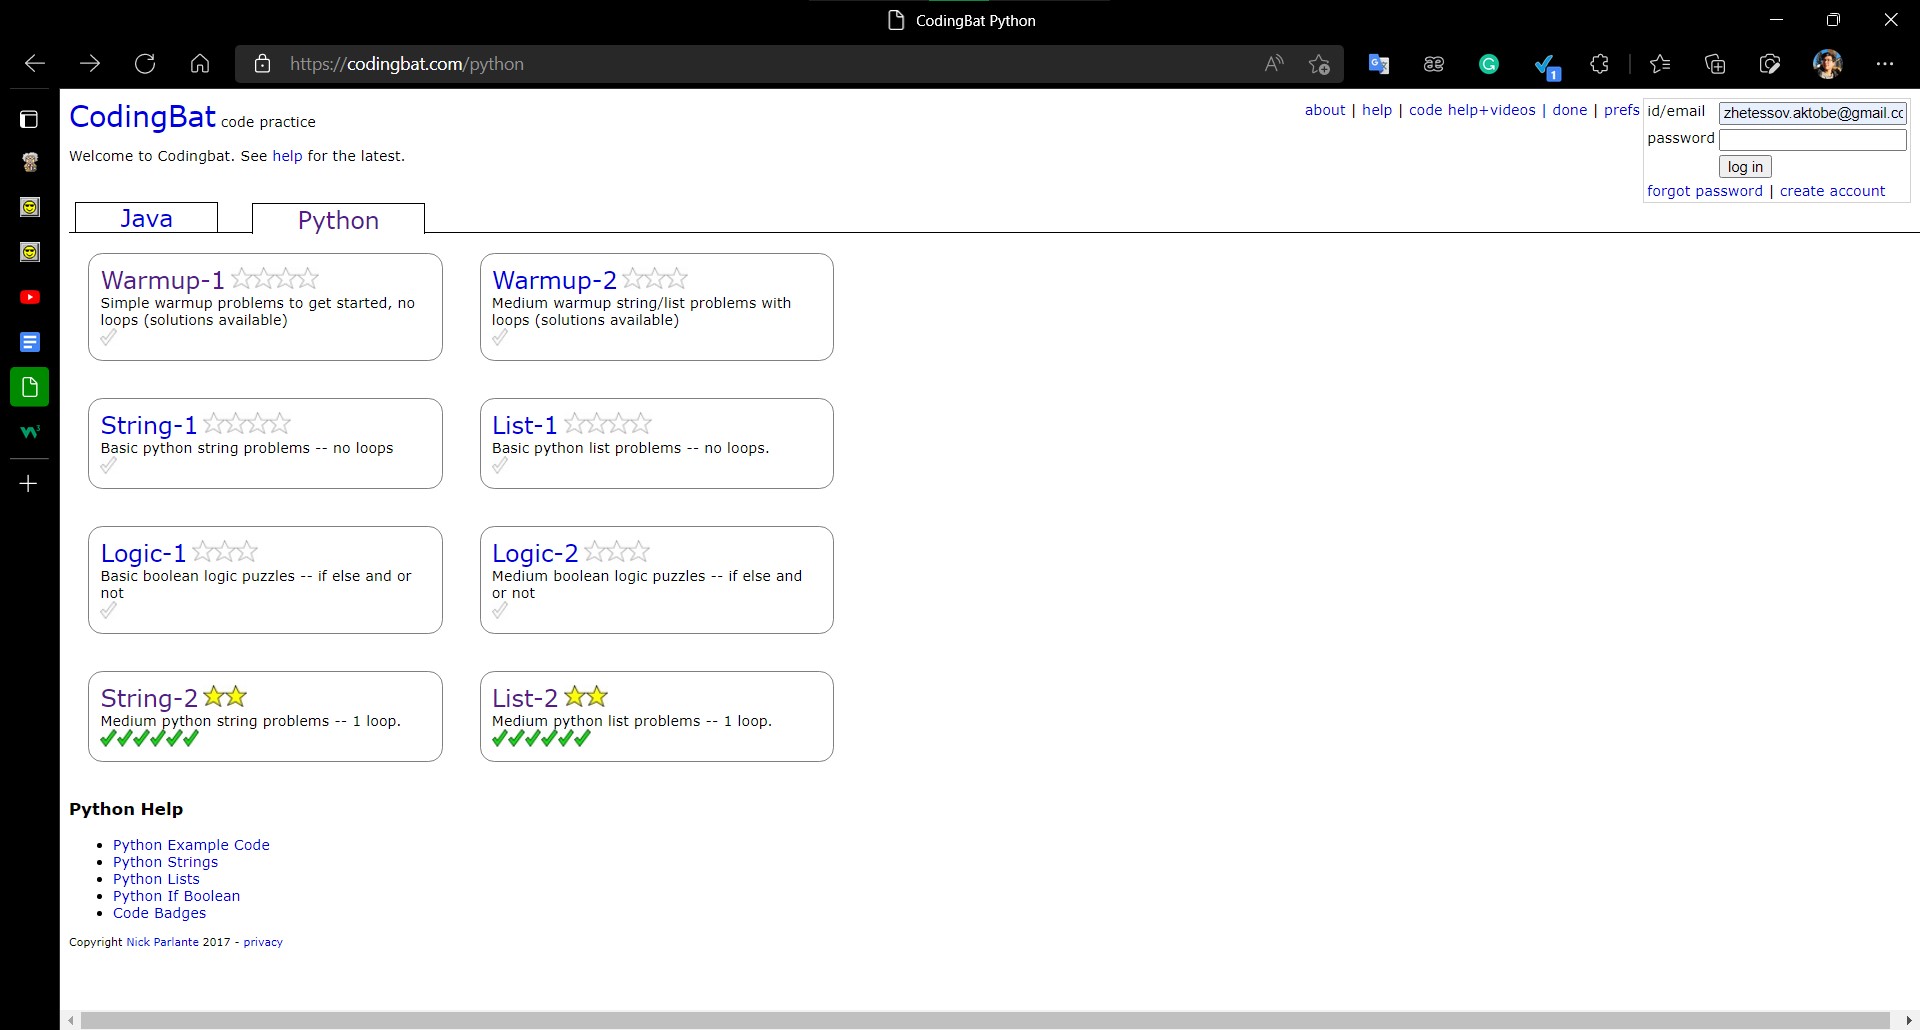 CodingBat Python
https://codingbat.com/python
1
CodingBat code practice
about | help | code help+videos | done | prefs
id/email zhetessov.aktobe@gmail.cc
password
log in
forgot password | create account
Welcome to Codingbat. See help for the latest.
Java
Python
Warmup-1
Simple warmup problems to get started, no
loops (solutions available)
Warmup-2
Medium warmup string/list problems with
loops (solutions available)
String-1
Basic python string problems -- no loops
List-1
Basic python list problems -- no loops.
Logic-1
Basic boolean logic puzzles -- if else and or
not
Logic-2
Medium boolean logic puzzles -- if else and
or not
String-2
Medium python string problems -- 1 loop.
List-2
Medium python list problems -- 1 loop.
Python Help
Python Example Code
Python Strings
Python Lists
Python If Boolean
Code Badges
Copyright Nick Parlante 2017 - privacy